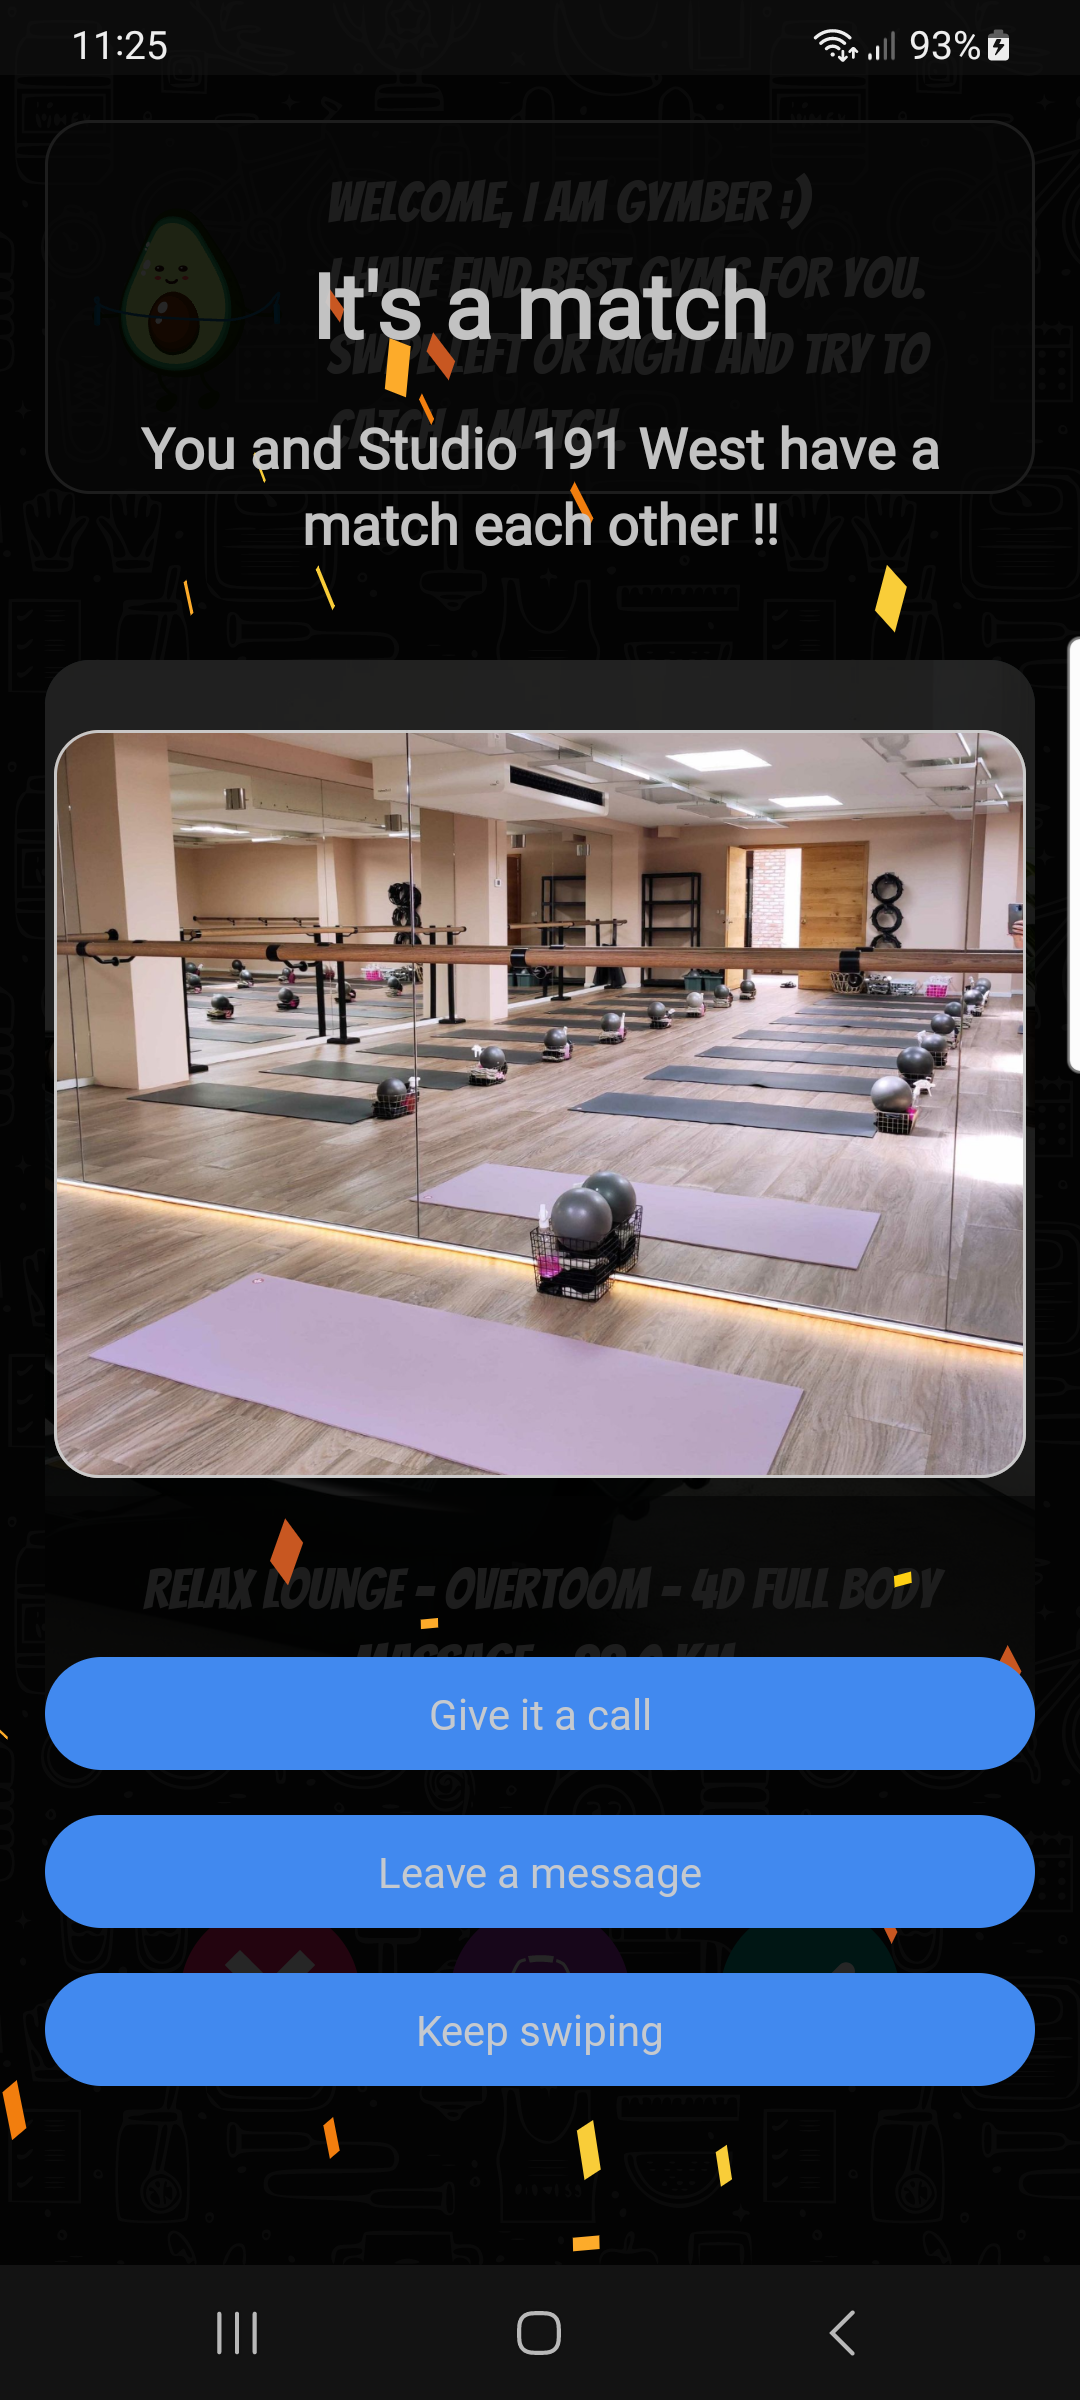 11:25
93%
WELCOME, I AM GYMBER :)
I HAVE FIND BEST GYMS FOR YOU.
It's a match
SWIPE LEFT OR RIGHT AND TRY TO
CATCH A MATCH.
You and Studio 191 West have a
match each other !!
RELAX LOUNGE - OVERTOOM - 4D FULL BODY
Give it a call
Leave a message
Keep swiping